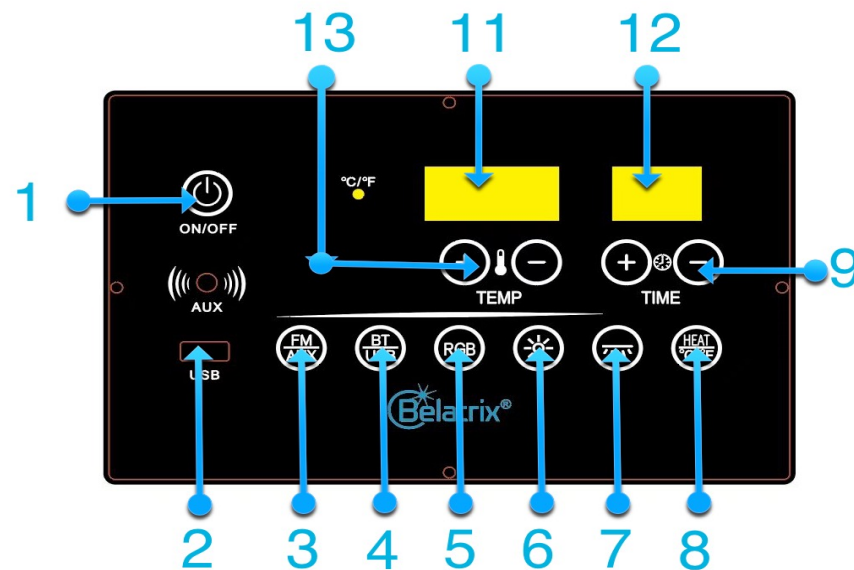 13 11 12
°C/°F
1
ON/OFF
+ − + − 9
TEMP TIME
AUX
FM BT RGB HEAT
AUX USB °C/°F
USB
Belatrix®
2 3 4 5 6 7 8